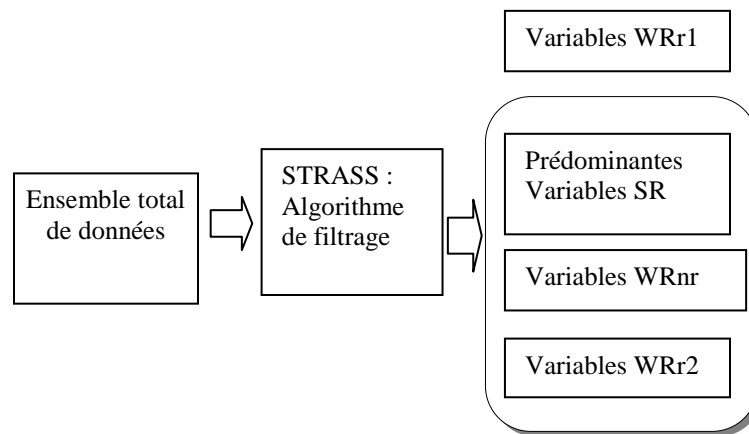 Variables WRr1
Ensemble total
de données
STRASS :
Algorithme
de filtrage
Prédominantes
Variables SR
Variables WRnr
Variables WRr2